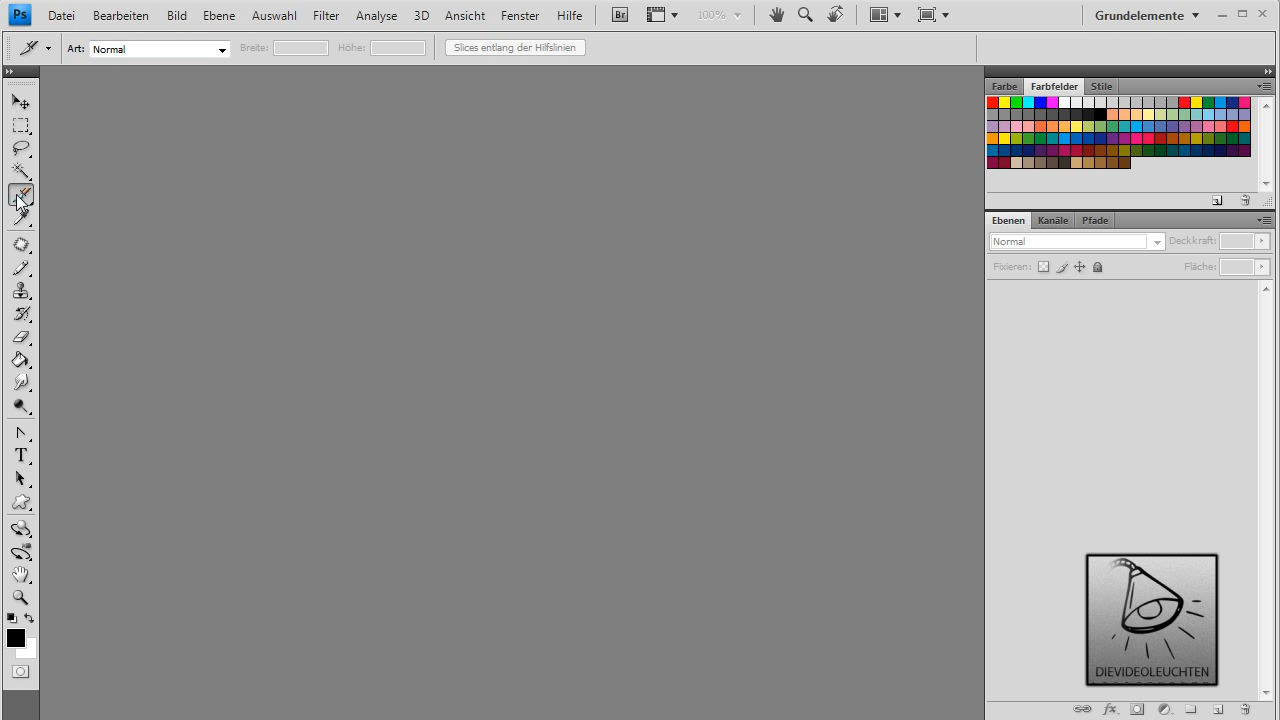 Ps Datei Bearbeiten Bild Ebene Auswahl Filter Analyse 3D Ansicht Fenster Hilfe Br 100% Grundelemente
Art: Normal Breite: Höhe: Slices entlang der Hilfslinien
Farbe Farbfelder Stile
Ebenen Kanäle Pfade
Normal Deckkraft:
Fixieren: Fläche:
T
DIEVIDEOLEUCHTEN
fx